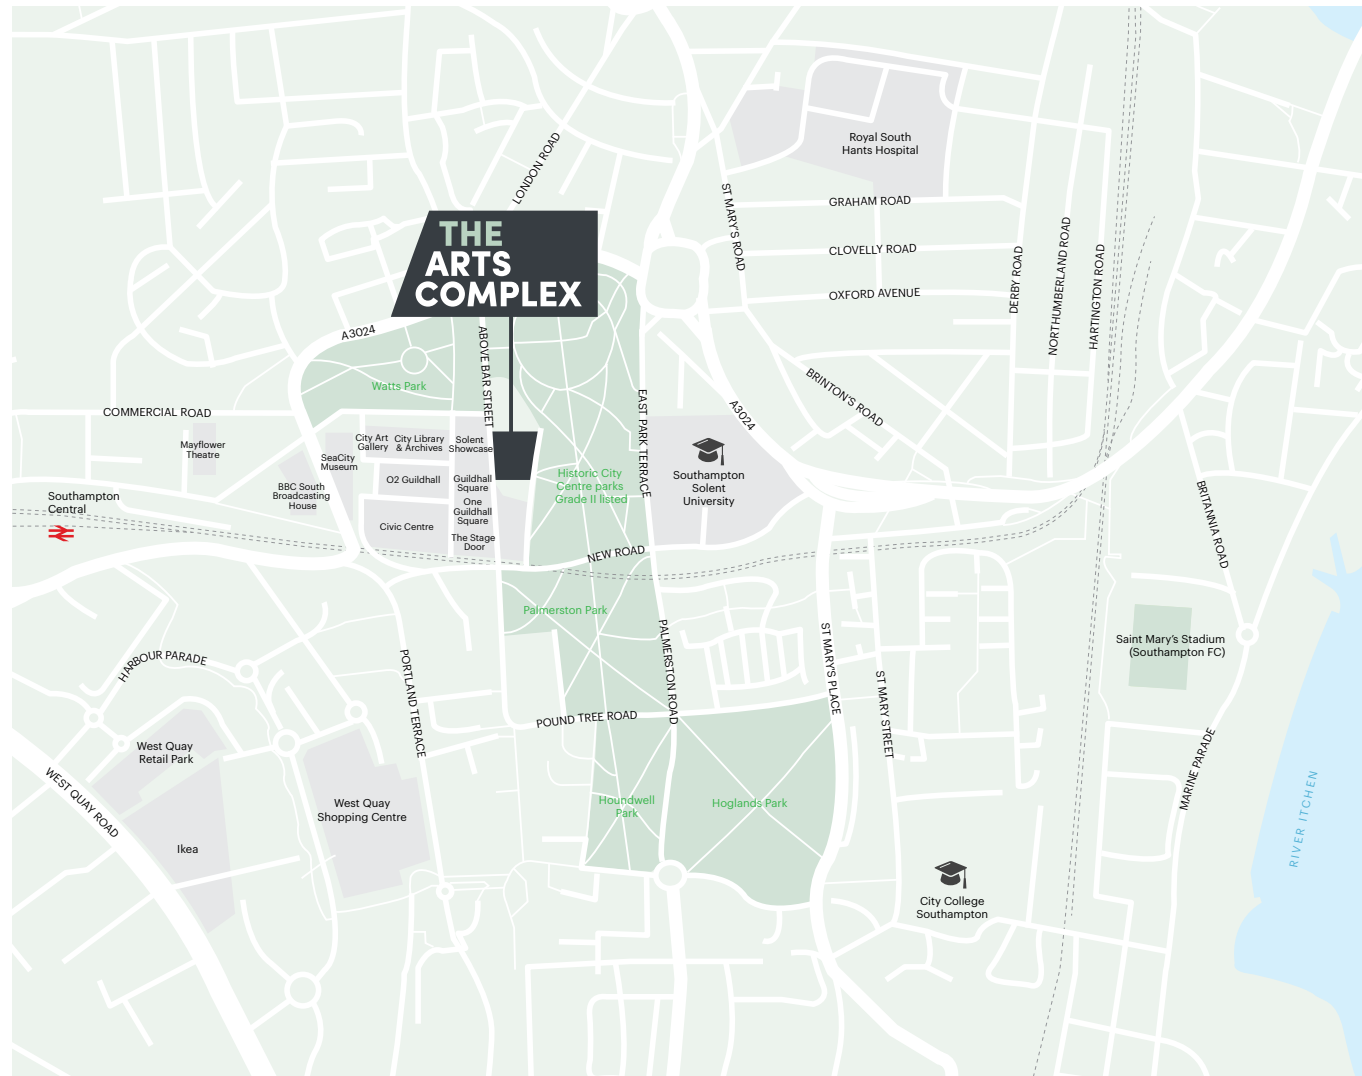 LONDON ROAD
Royal South
Hants Hospital
ST MARY'S ROAD
GRAHAM ROAD
CLOVELLY ROAD
OXFORD AVENUE
DERBY ROAD
NORTHUMBERLAND ROAD
HARTINGTON ROAD
THE
ARTS
COMPLEX
A3024
ABOVE BAR STREET
Watts Park
EAST PARK TERRACE
BRINTON'S ROAD
A3024
COMMERCIAL ROAD
Mayflower
Theatre
SeaCity
Museum
City Art
Gallery
City Library
& Archives
Solent
Showcase
BBC South
Broadcasting
House
O2 Guildhall
Guildhall
Square
One
Guildhall
Square
Civic Centre
The Stage
Door
Historic City
Centre parks
Grade II listed
Southampton
Solent
University
Southampton
Central
BRITANNIA ROAD
NEW ROAD
Palmerston Park
HARBOUR PARADE
PORTLAND TERRACE
PALMERSTON ROAD
ST MARY'S PLACE
ST MARY STREET
Saint Mary's Stadium
(Southampton FC)
POUND TREE ROAD
West Quay
Retail Park
WEST QUAY ROAD
West Quay
Shopping Centre
Ikea
Houndwell
Park
Hoglands Park
MARINE PARADE
RIVER ITCHEN
City College
Southampton